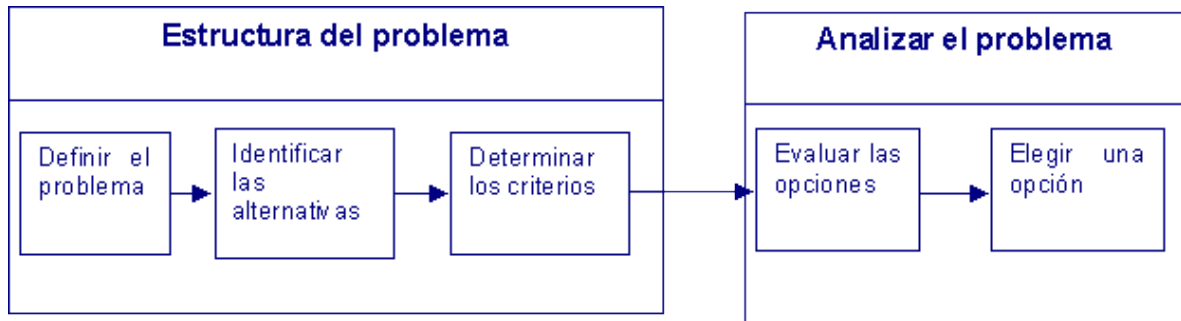 Estructura del problema
Analizar el problema
Definir el
problema
Identificar
las
alternativas
Determinar
los criterios
Evaluar las
opciones
Elegir una
opción